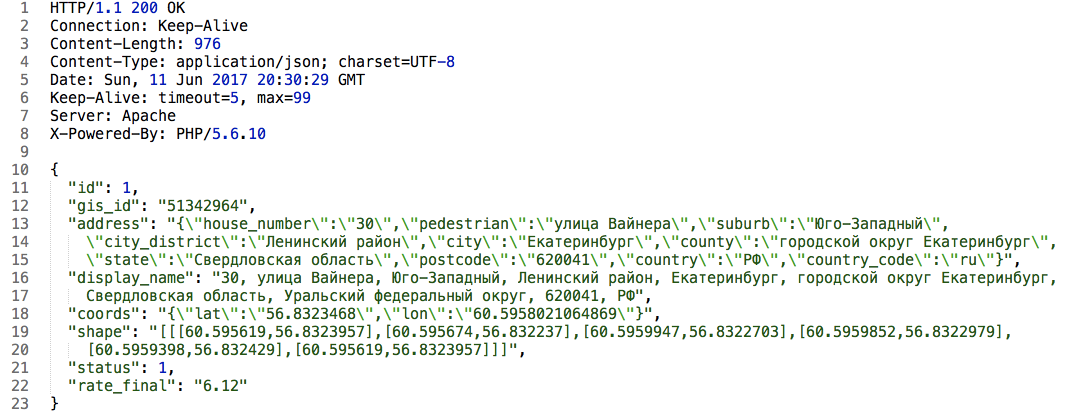 1 HTTP/1.1 200 OK
2 Connection: Keep-Alive
3 Content-Length: 976
4 Content-Type: application/json; charset=UTF-8
5 Date: Sun, 11 Jun 2017 20:30:29 GMT
6 Keep-Alive: timeout=5, max=99
7 Server: Apache
8 X-Powered-By: PHP/5.6.10
9
10 {
11 "id": 1,
12 "gis_id": "51342964",
13 "address": "{\"house_number\":\"30\",\"pedestrian\":\"улица Вайнера\",\"suburb\":\"Юго-Западный\",
14 \"city_district\":\"Ленинский район\",\"city\":\"Екатеринбург\",\"county\":\"городской округ Екатеринбург\",
15 \"state\":\"Свердловская область\",\"postcode\":\"620041\",\"country\":\"РФ\",\"country_code\":\"ru\"}",
16 "display_name": "30, улица Вайнера, Юго-Западный, Ленинский район, Екатеринбург, городской округ Екатеринбург,
17 Свердловская область, Уральский федеральный округ, 620041, РФ",
18 "coords": "{\"lat\":\"56.8323468\",\"lon\":\"60.5958021064869\"}",
19 "shape": "[[[60.595619,56.8323957],[60.595674,56.832237],[60.5959947,56.8322703],[60.5959852,56.8322979],
20 [60.5959398,56.832429],[60.595619,56.8323957]]]",
21 "status": 1,
22 "rate_final": "6.12"
23 }